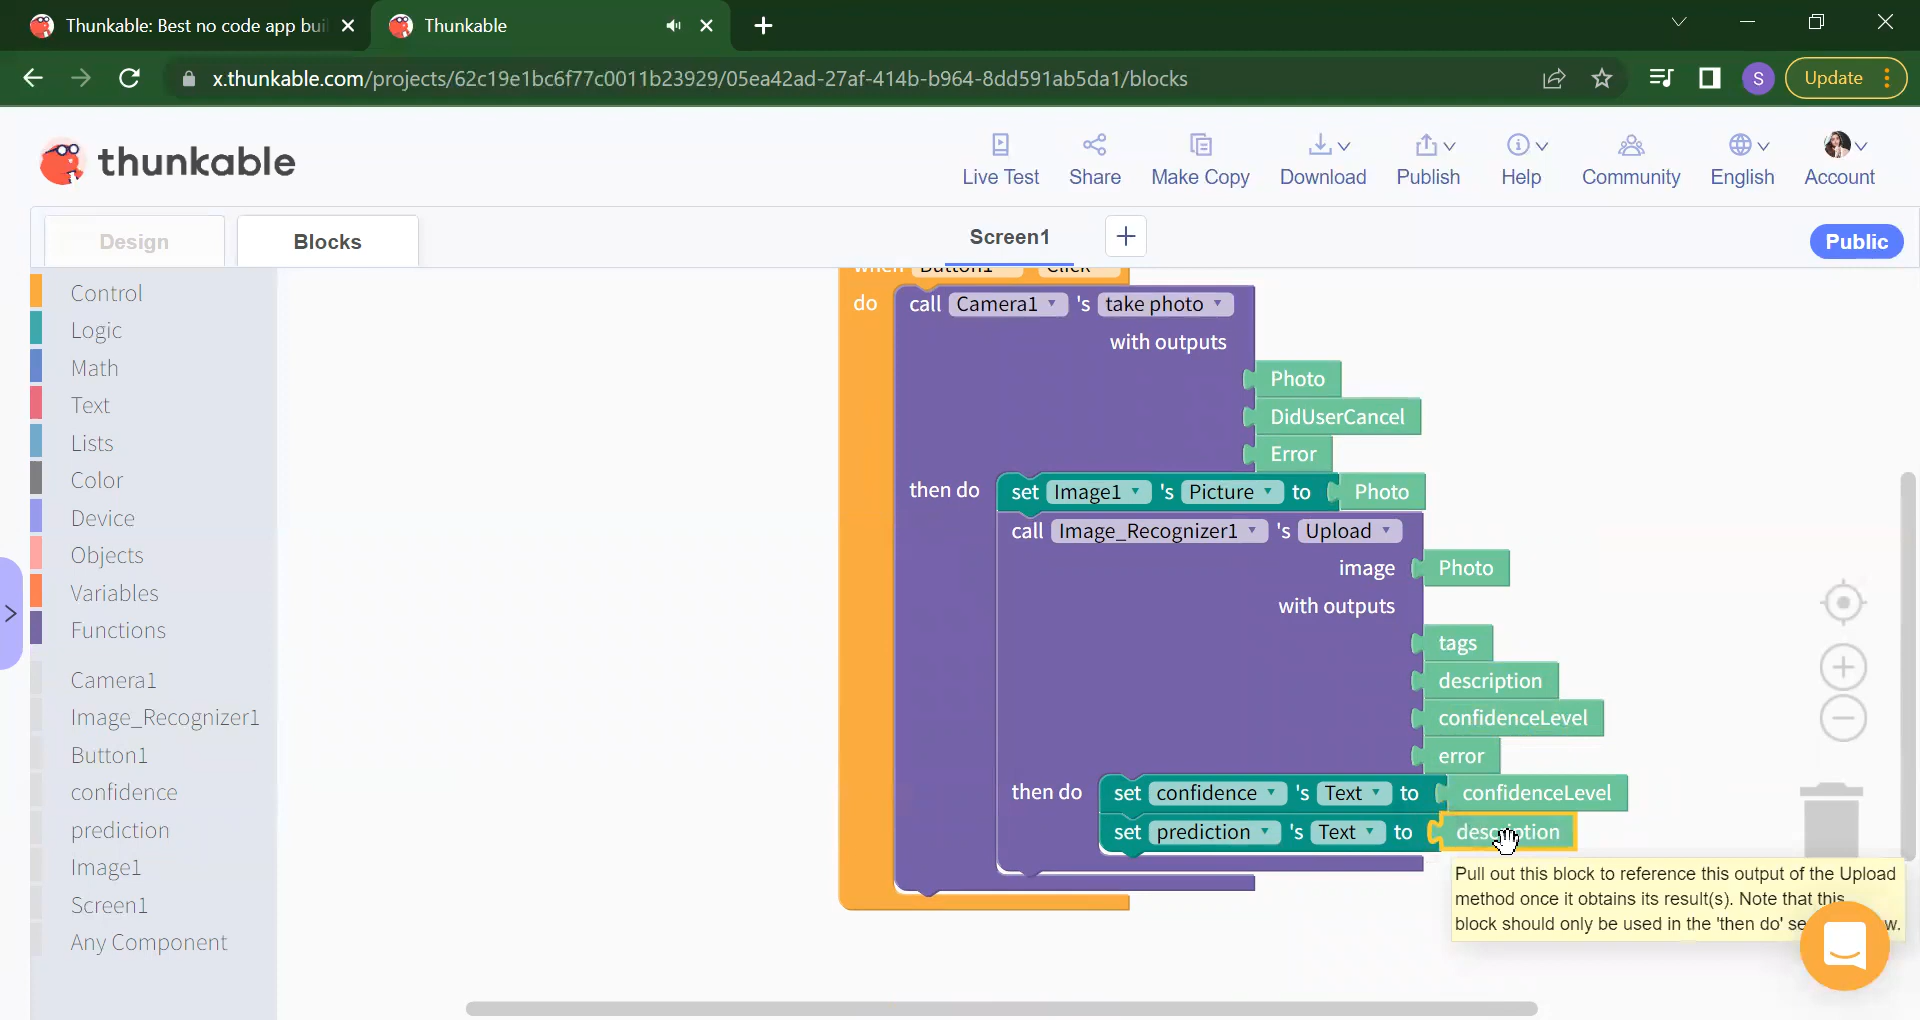 Thunkable: Best no code app bui
Thunkable
x.thunkable.com/projects/62c19e1bc6f77c0011b23929/05ea42ad-27af-414b-b964-8dd591ab5da1/blocks
S
Update
thunkable
Live Test
Share
Make Copy
Download
Publish
Help
Community
English
Account
Design
Blocks
Screen1
Public
Control
Logic
Math
Text
Lists
Color
Device
Objects
Variables
Functions
Camera1
Image_Recognizer1
Button1
confidence
prediction
Image1
Screen1
Any Component
when Button1 Click
do call Camera1 's take photo
with outputs
Photo
DidUserCancel
Error
then do set Image1 's Picture to Photo
call Image_Recognizer1 's Upload
image Photo
with outputs
tags
description
confidenceLevel
error
then do set confidence 's Text to confidenceLevel
set prediction 's Text to description
Pull out this block to reference this output of the Upload
method once it obtains its result(s). Note that this
block should only be used in the 'then do' se w.